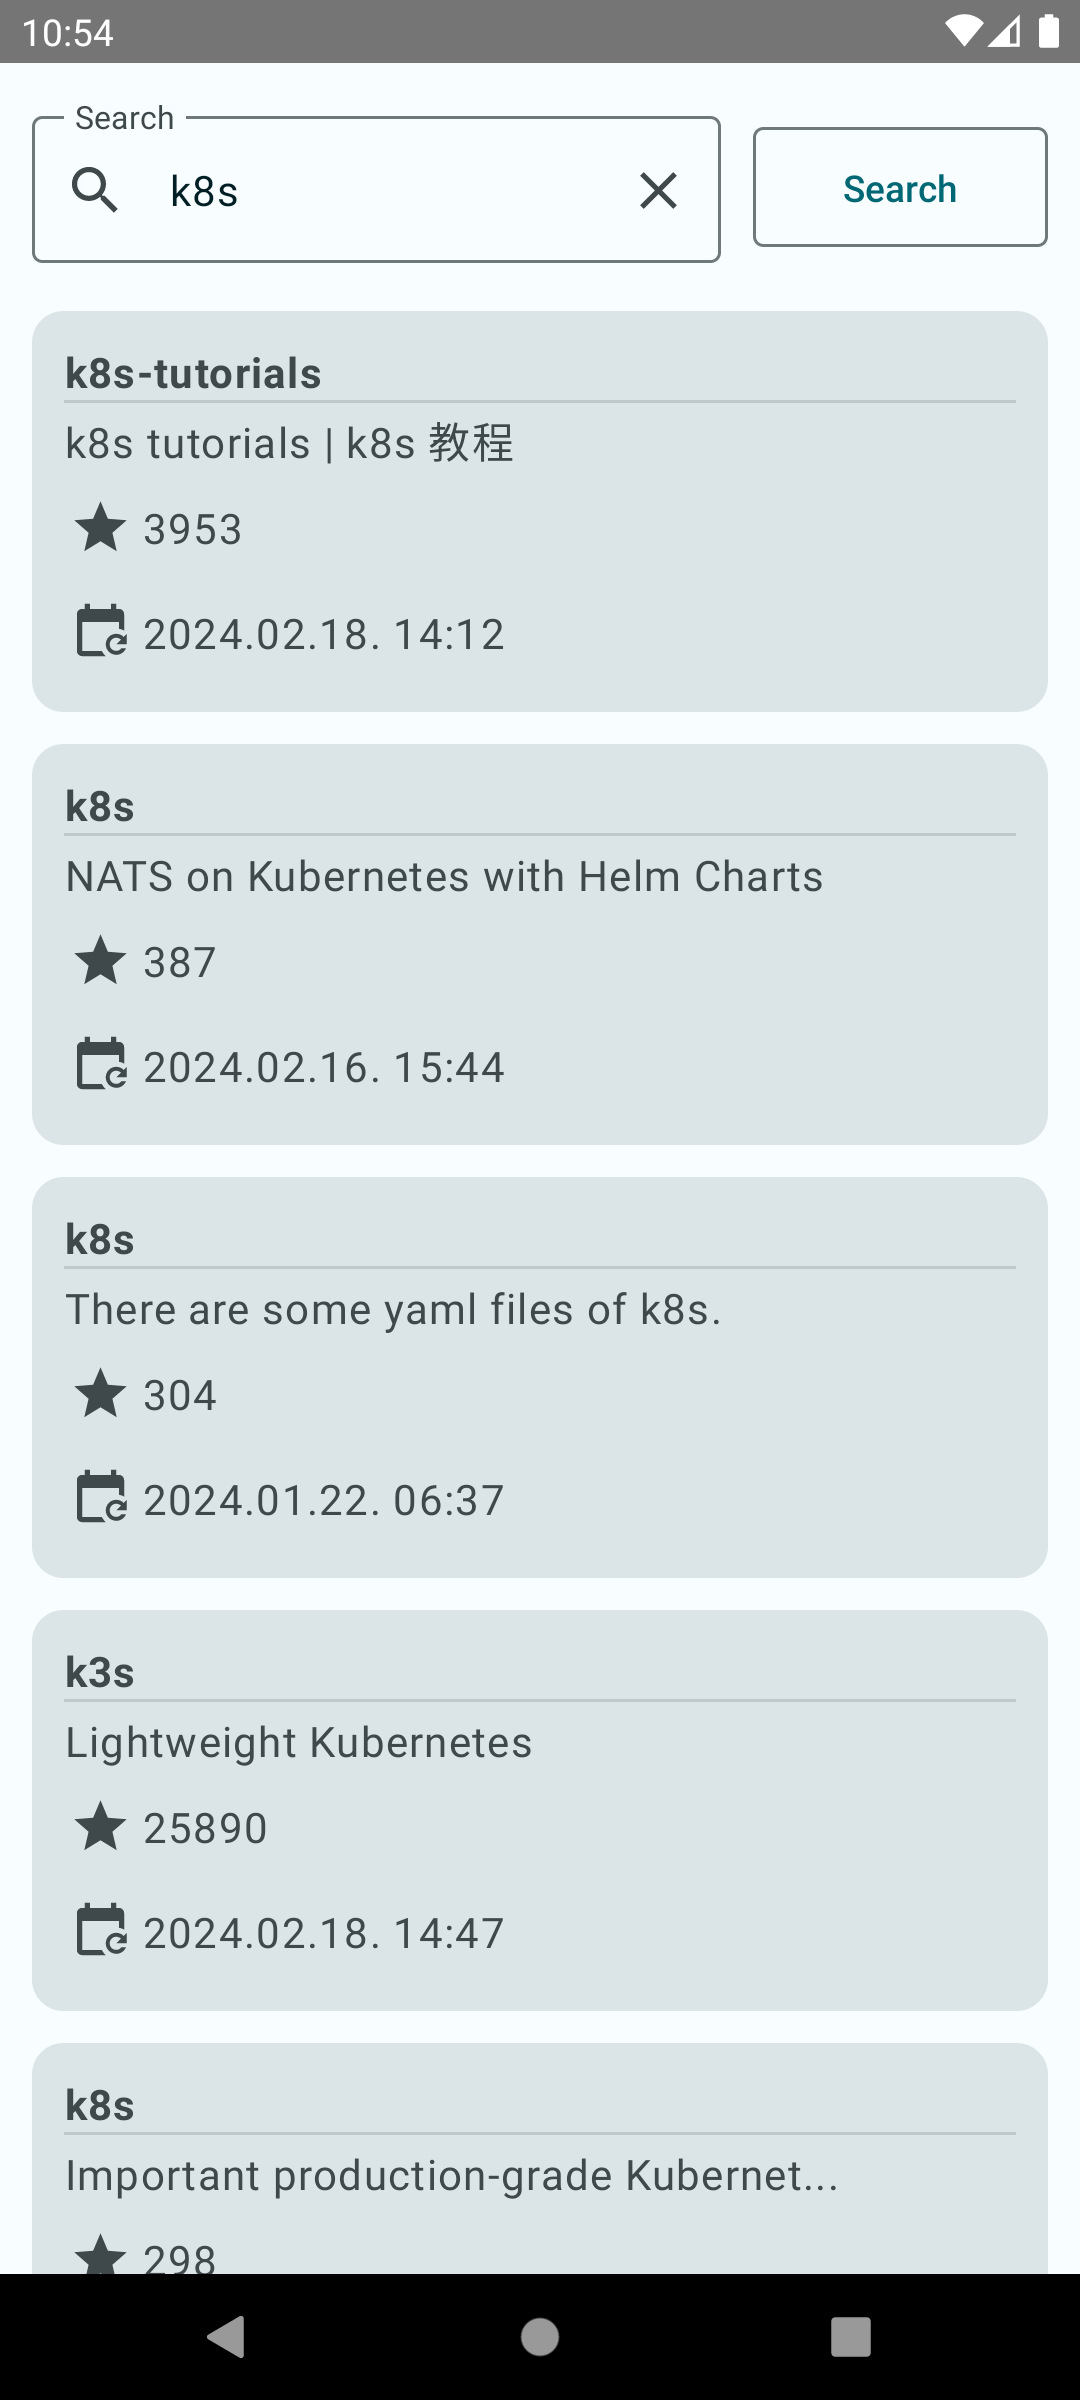 10:54
Search
k8s
Search
k8s-tutorials
k8s tutorials | k8s 教程
3953
2024.02.18. 14:12
k8s
NATS on Kubernetes with Helm Charts
387
2024.02.16. 15:44
k8s
There are some yaml files of k8s.
304
2024.01.22. 06:37
k3s
Lightweight Kubernetes
25890
2024.02.18. 14:47
k8s
Important production-grade Kubernet...
298